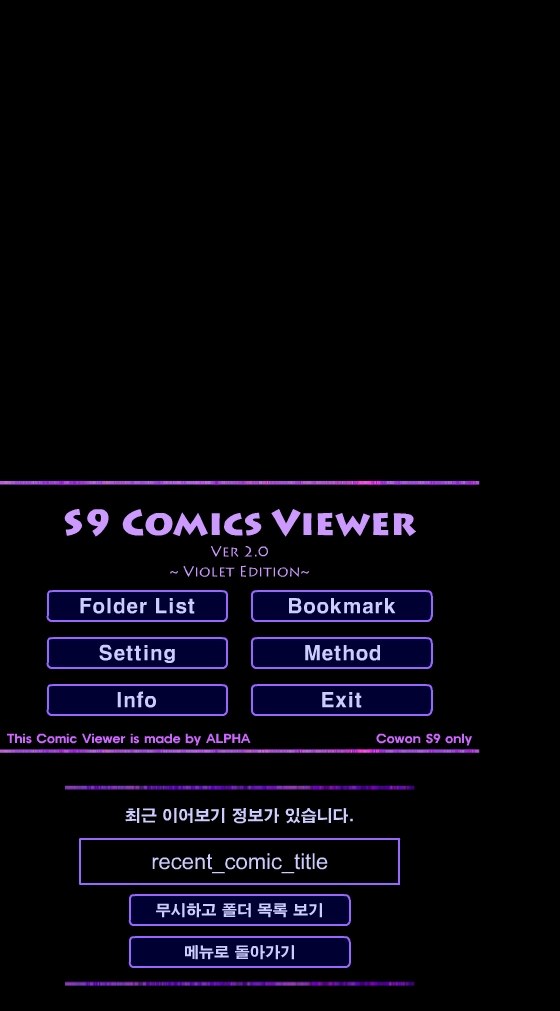 S9 COMICS VIEWER
VER 2.0
~ VIOLET EDITION~
Folder List
Bookmark
Setting
Method
Info
Exit
This Comic Viewer is made by ALPHA
Cowon S9 only
최근 이어보기 정보가 있습니다.
recent_comic_title
무시하고 폴더 목록 보기
메뉴로 돌아가기